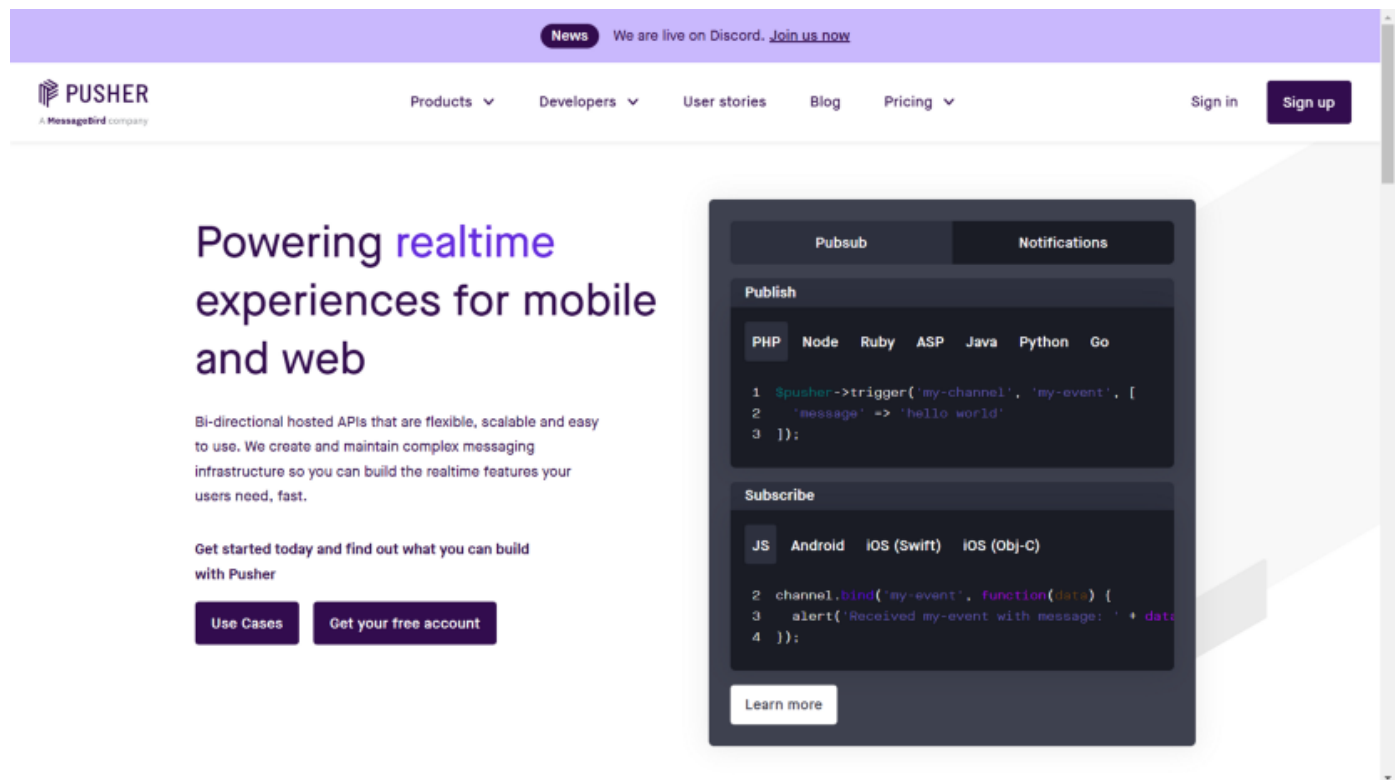 News We are live on Discord. Join us now
PUSHER
A MessageBird company
Products Developers User stories Blog Pricing Sign in Sign up
Powering realtime
experiences for mobile
and web
Bi-directional hosted APIs that are flexible, scalable and easy
to use. We create and maintain complex messaging
infrastructure so you can build the realtime features your
users need, fast.
Get started today and find out what you can build
with Pusher
Use Cases Get your free account
Pubsub Notifications
Publish
PHP Node Ruby ASP Java Python Go
1 $pusher->trigger('my-channel', 'my-event', [
2 'message' => 'hello world'
3 ]);
Subscribe
JS Android iOS (Swift) iOS (Obj-C)
2 channel.bind('my-event', function(data) {
3 alert('Received my-event with message: ' + data
4 });
Learn more